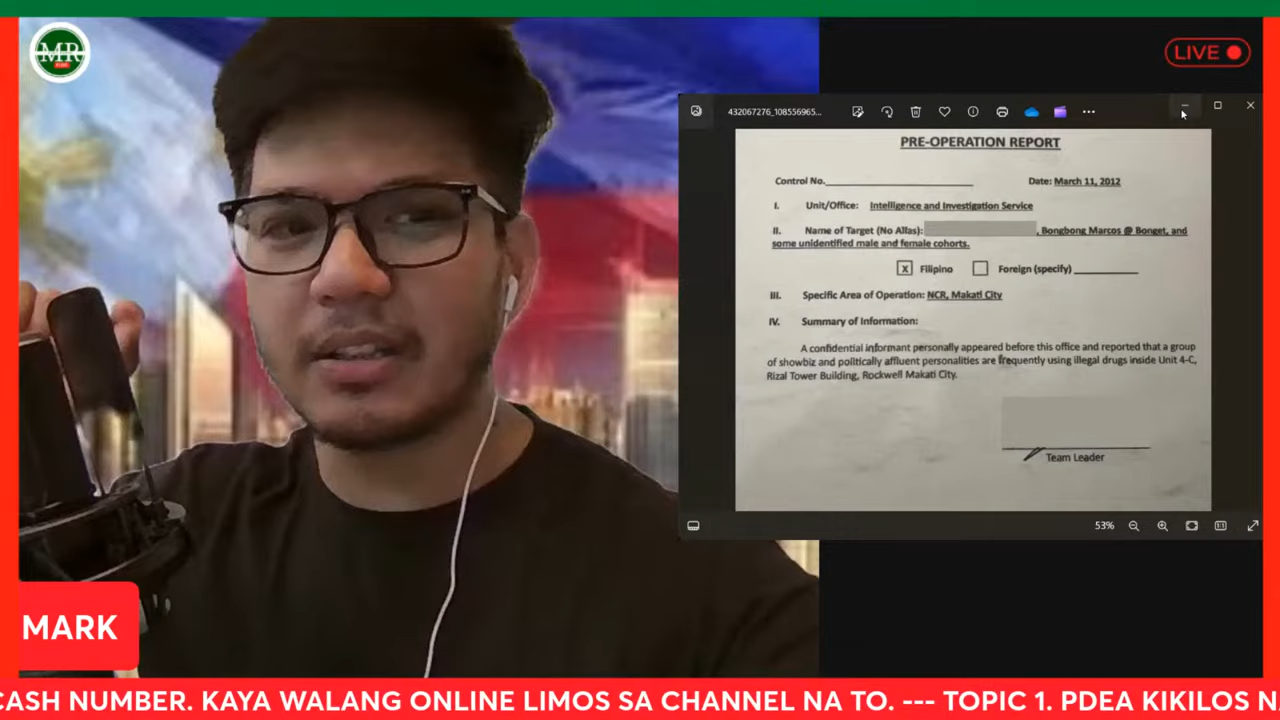 MR
LIVE
432067276_108556965...
PRE-OPERATION REPORT
Control No.
Date: March 11, 2012
I. Unit/Office: Intelligence and Investigation Service
II. Name of Target (No Alias): , Bongbong Marcos @ Bonget, and
some unidentified male and female cohorts.
X Filipino Foreign (specify)
III. Specific Area of Operation: NCR, Makati City
IV. Summary of Information:
A confidential informant personally appeared before this office and reported that a group
of showbiz and politically affluent personalities are frequently using illegal drugs inside Unit 4-C,
Rizal Tower Building, Rockwell Makati City.
Team Leader
53%
MARK
CASH NUMBER. KAYA WALANG ONLINE LIMOS SA CHANNEL NA TO. --- TOPIC 1. PDEA KIKILOS